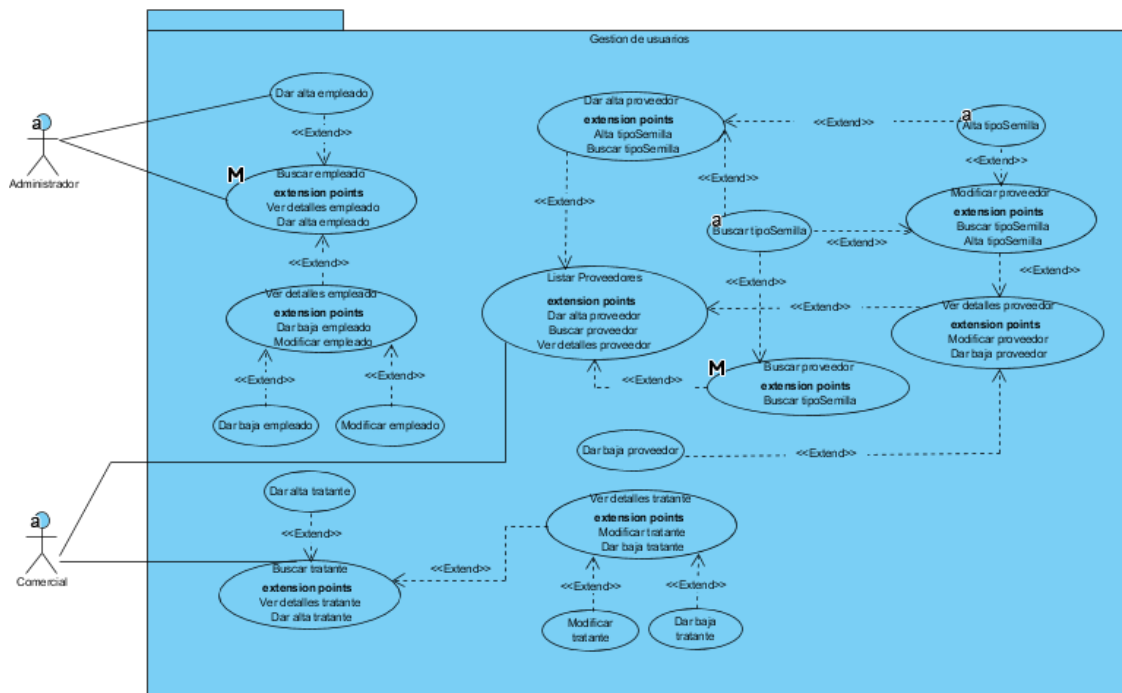 Gestion de usuarios
a
Administrador
Dar alta empleado
<<Extend>>
M
Buscar empleado
extension points
Ver detalles empleado
Dar alta empleado
<<Extend>>
Ver detalles empleado
extension points
Dar baja empleado
Modificar empleado
<<Extend>>
<<Extend>>
Dar baja empleado
Modificar empleado
Dar alta proveedor
extension points
Alta tipoSemilla
Buscar tipoSemilla
<<Extend>>
a
Alta tipoSemilla
<<Extend>>
<<Extend>>
<<Extend>>
a
Buscar tipoSemilla
<<Extend>>
Modificar proveedor
extension points
Buscar tipoSemilla
Alta tipoSemilla
<<Extend>>
Listar Proveedores
extension points
Dar alta proveedor
Buscar proveedor
Ver detalles proveedor
<<Extend>>
<<Extend>>
Ver detalles proveedor
extension points
Modificar proveedor
Dar baja proveedor
<<Extend>>
M
Buscar proveedor
extension points
Buscar tipoSemilla
Dar baja proveedor
<<Extend>>
a
Comercial
Dar alta tratante
<<Extend>>
Buscar tratante
extension points
Ver detalles tratante
Dar alta tratante
<<Extend>>
Ver detalles tratante
extension points
Modificar tratante
Dar baja tratante
<<Extend>>
<<Extend>>
Modificar
tratante
Dar baja
tratante